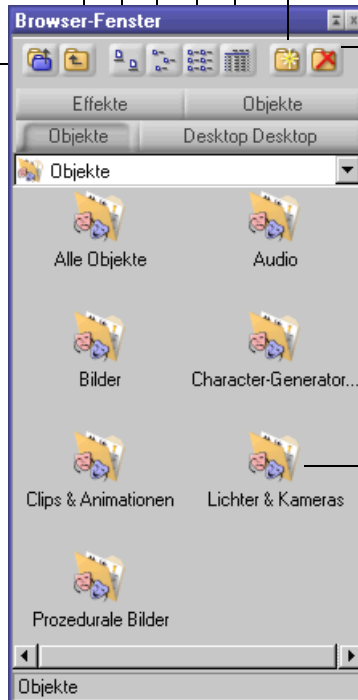 Browser-Fenster
Effekte Objekte
Objekte Desktop Desktop
Objekte
Alle Objekte Audio
Bilder Character-Generator...
Clips & Animationen Lichter & Kameras
Prozedurale Bilder
Objekte